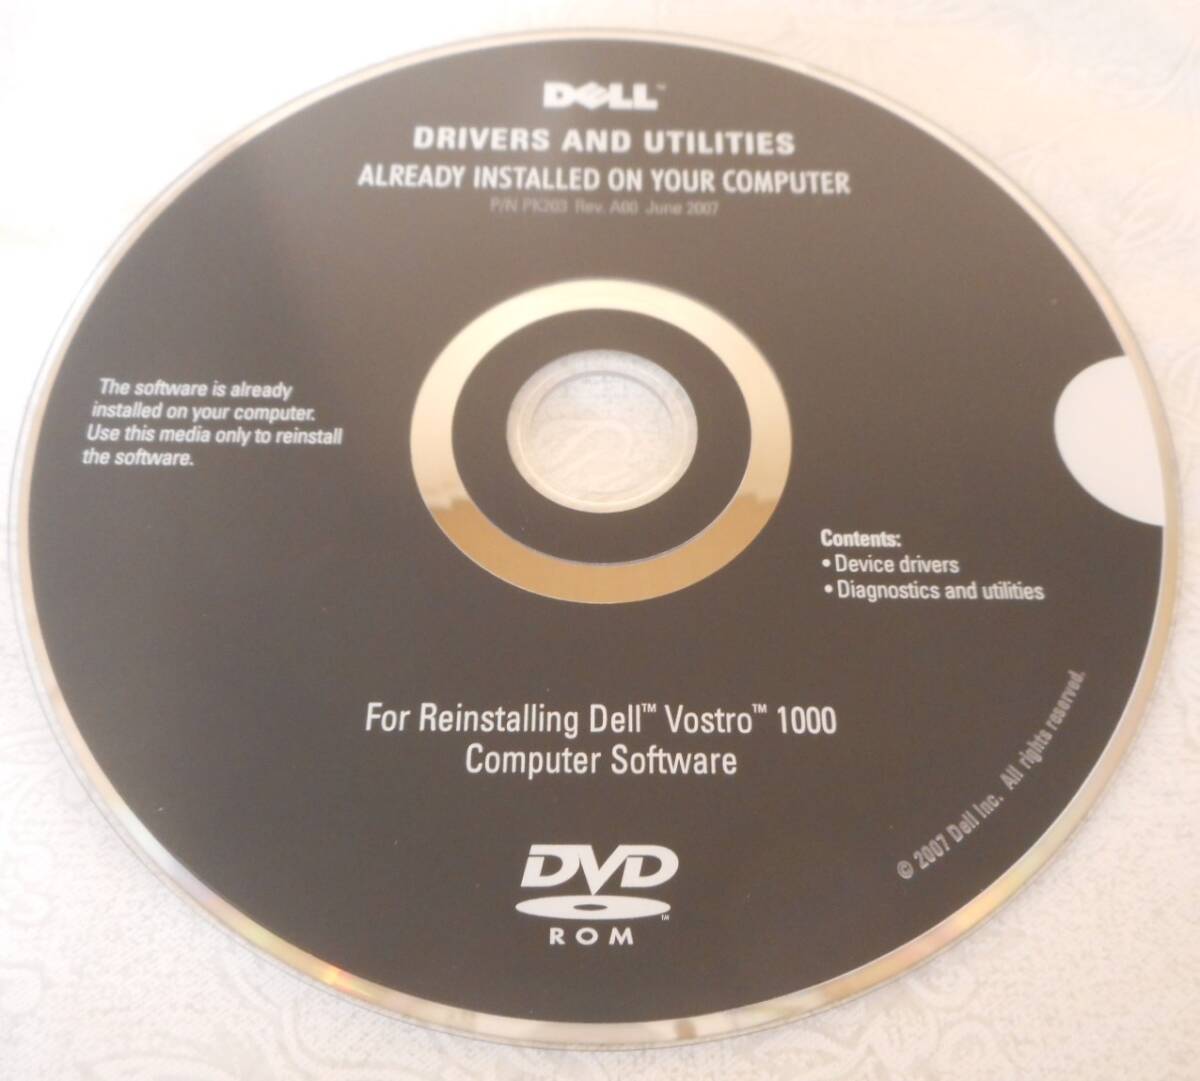 DELL™
DRIVERS AND UTILITIES
ALREADY INSTALLED ON YOUR COMPUTER
P/N PK203 Rev. A00 June 2007
The software is already
installed on your computer.
Use this media only to reinstall
the software.
Contents:
• Device drivers
• Diagnostics and utilities
For Reinstalling Dell™ Vostro™ 1000
Computer Software
© 2007 Dell Inc. All rights reserved.
DVD
™
ROM